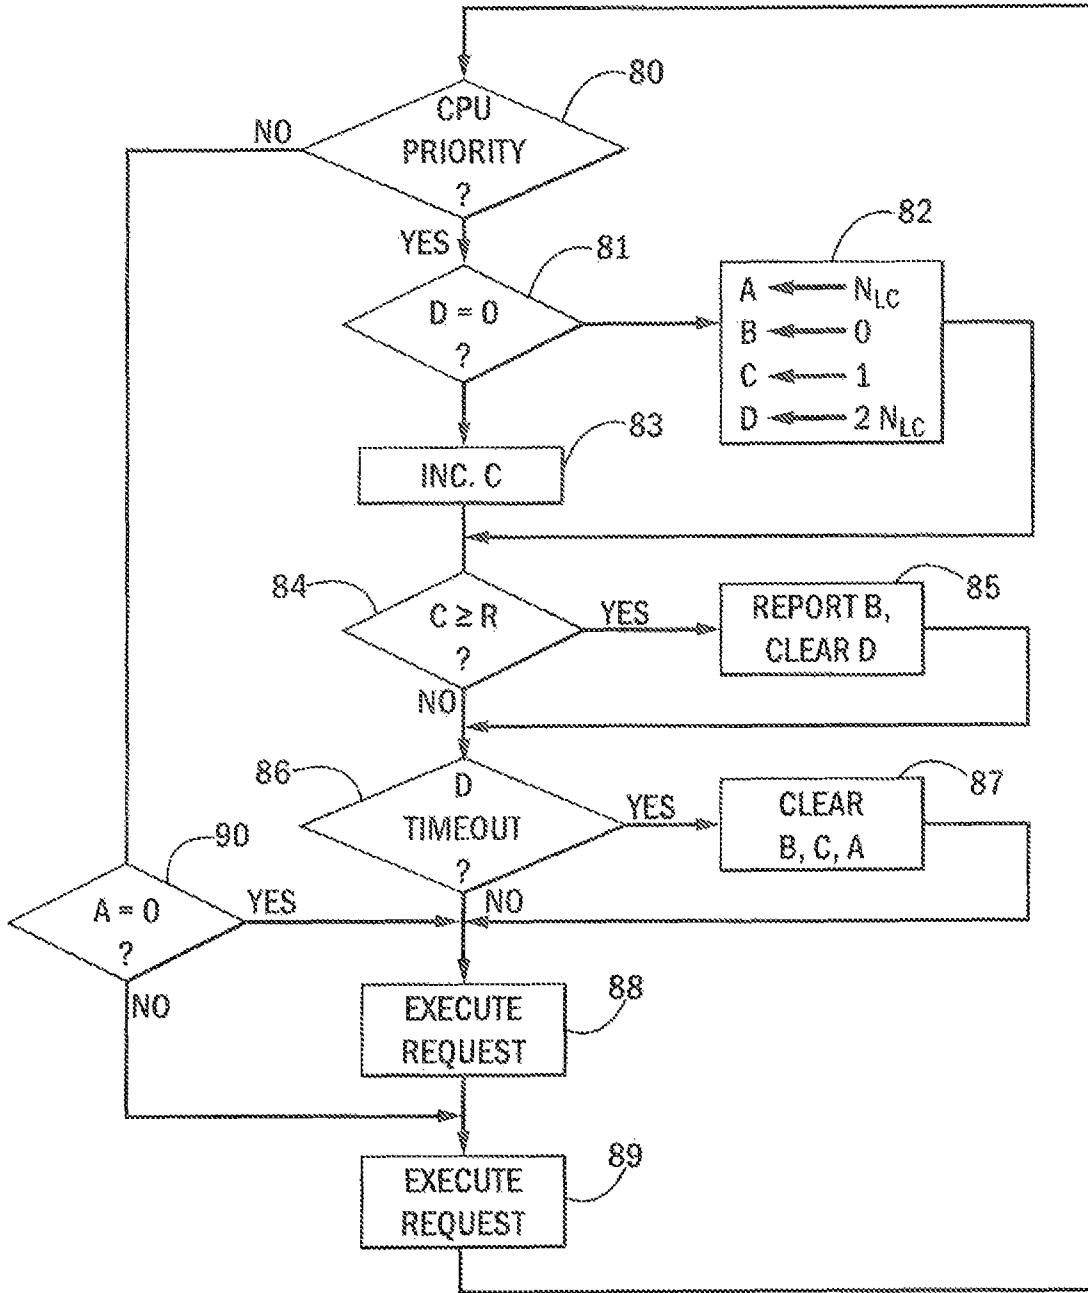 80
CPU
PRIORITY
?
NO
YES
81
D = 0
?
82
A N_LC
B 0
C 1
D 2 N_LC
83
INC. C
84
C ≥ R
?
YES
NO
85
REPORT B,
CLEAR D
86
D
TIMEOUT
?
YES
NO
87
CLEAR
B, C, A
90
A = 0
?
YES
NO
88
EXECUTE
REQUEST
89
EXECUTE
REQUEST